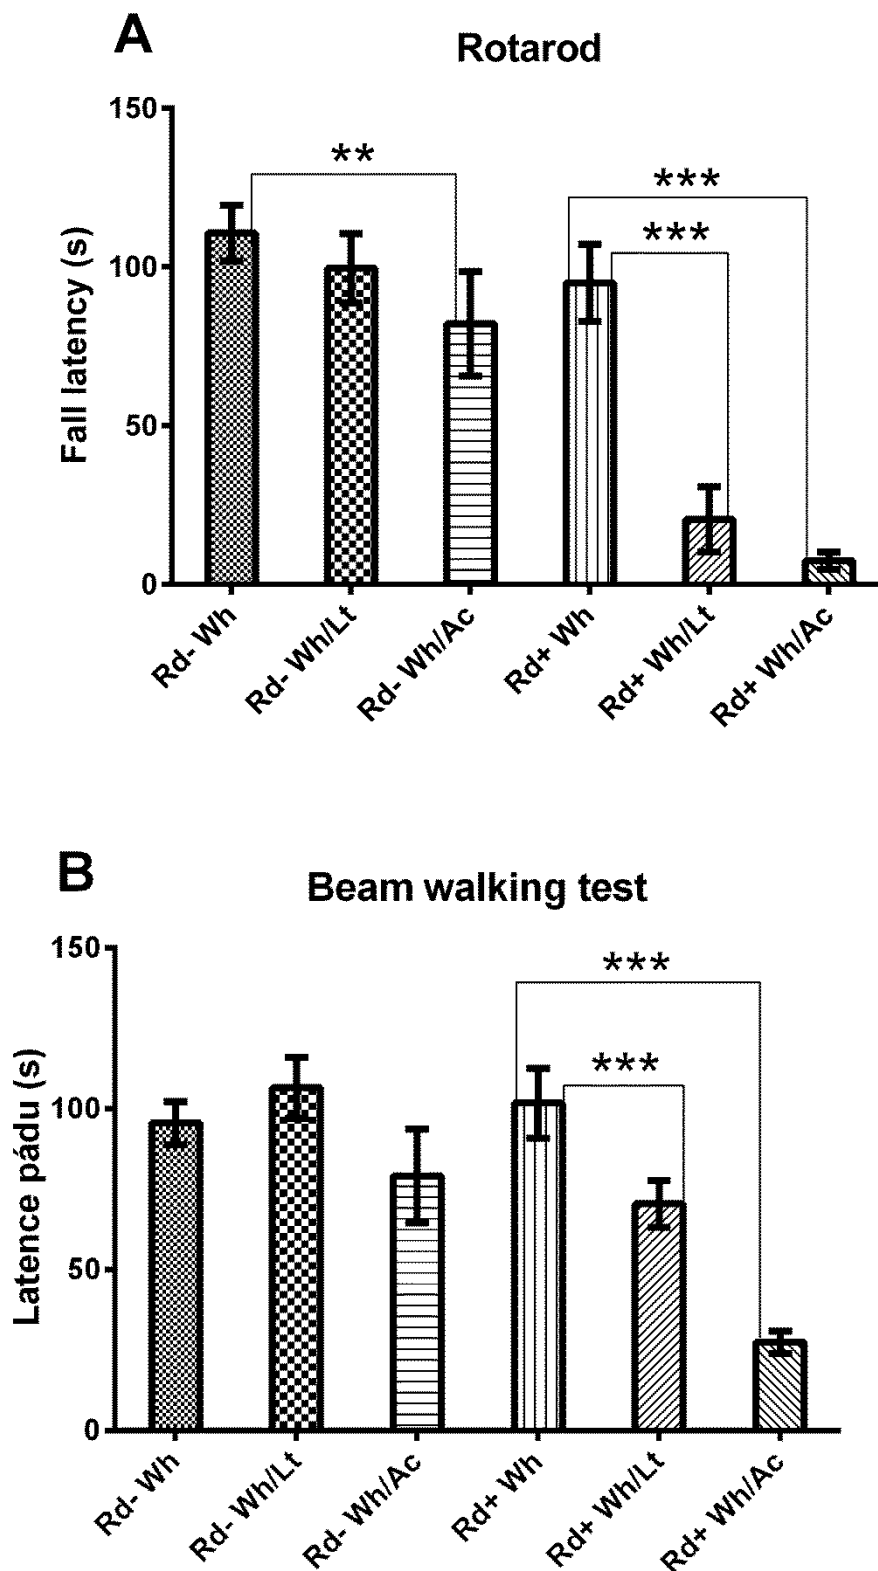 A
Rotarod
150
100
50
0
Fall latency (s)
**
***
***
Rd- Wh
Rd- Wh/Lt
Rd- Wh/Ac
Rd+ Wh
Rd+ Wh/Lt
Rd+ Wh/Ac
B
Beam walking test
150
100
50
0
Latence pádu (s)
***
***
Rd- Wh
Rd- Wh/Lt
Rd- Wh/Ac
Rd+ Wh
Rd+ Wh/Lt
Rd+ Wh/Ac